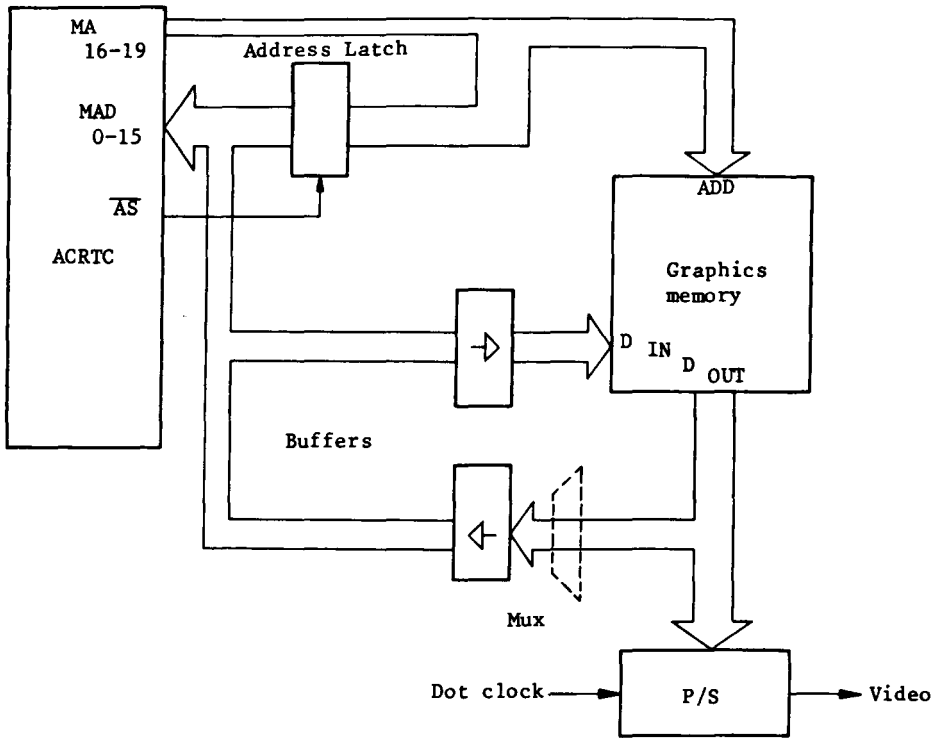 MA
16-19
Address Latch
MAD
0-15
AS
ADD
ACRTC
Graphics
memory
D IN
D OUT
Buffers
Mux
Dot clock
P/S
Video